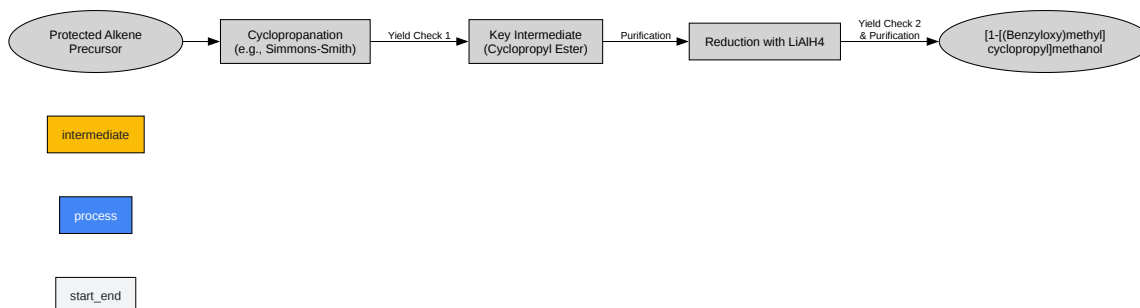 Protected Alkene
Precursor
Cyclopropanation
(e.g., Simmons-Smith)
Yield Check 1
Key Intermediate
(Cyclopropyl Ester)
Purification
Reduction with LiAlH4
Yield Check 2
& Purification
[1-[(Benzyloxy)methyl]
cyclopropyl]methanol
intermediate
process
start_end